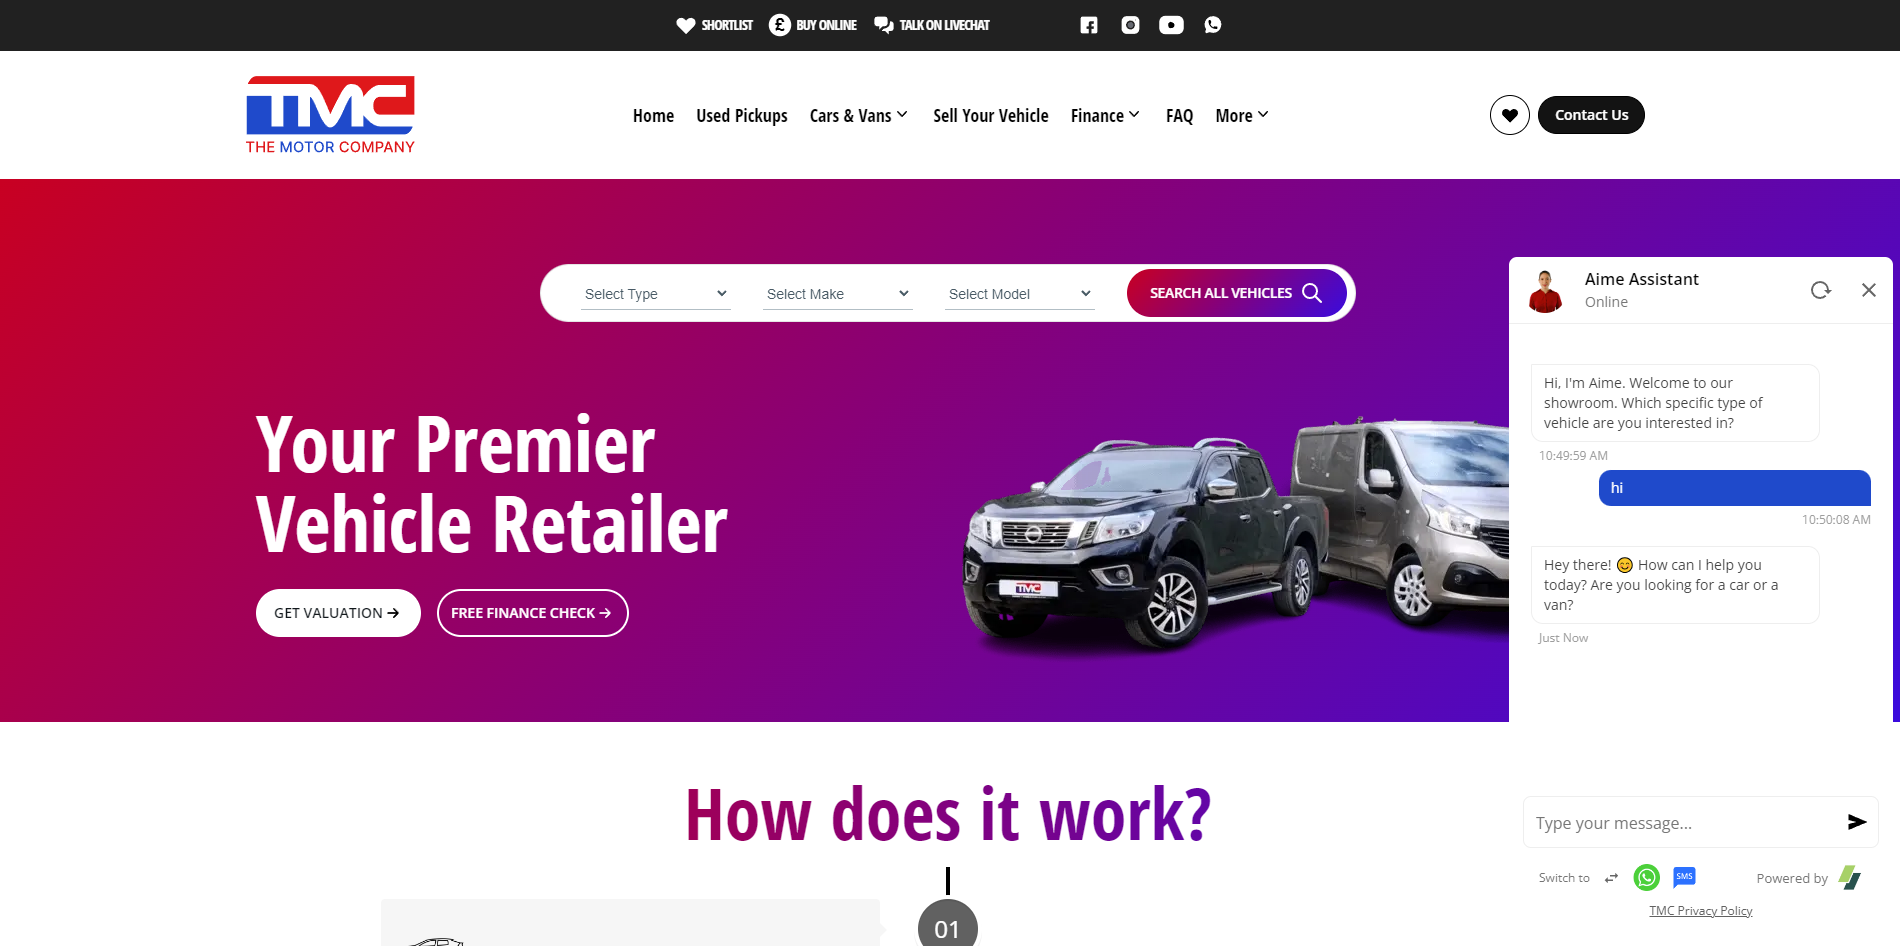 SHORTLIST
BUY ONLINE
TALK ON LIVECHAT
TMC
THE MOTOR COMPANY
Home
Used Pickups
Cars & Vans
Sell Your Vehicle
Finance
FAQ
More
Contact Us
Select Type
Select Make
Select Model
SEARCH ALL VEHICLES
Your Premier
Vehicle Retailer
GET VALUATION
FREE FINANCE CHECK
TMC
How does it work?
01
Aime Assistant
Online
Hi, I'm Aime. Welcome to our
showroom. Which specific type of
vehicle are you interested in?
10:49:59 AM
hi
10:50:08 AM
Hey there! 😊 How can I help you
today? Are you looking for a car or a
van?
Just Now
Type your message...
Switch to
SMS
Powered by
TMC Privacy Policy